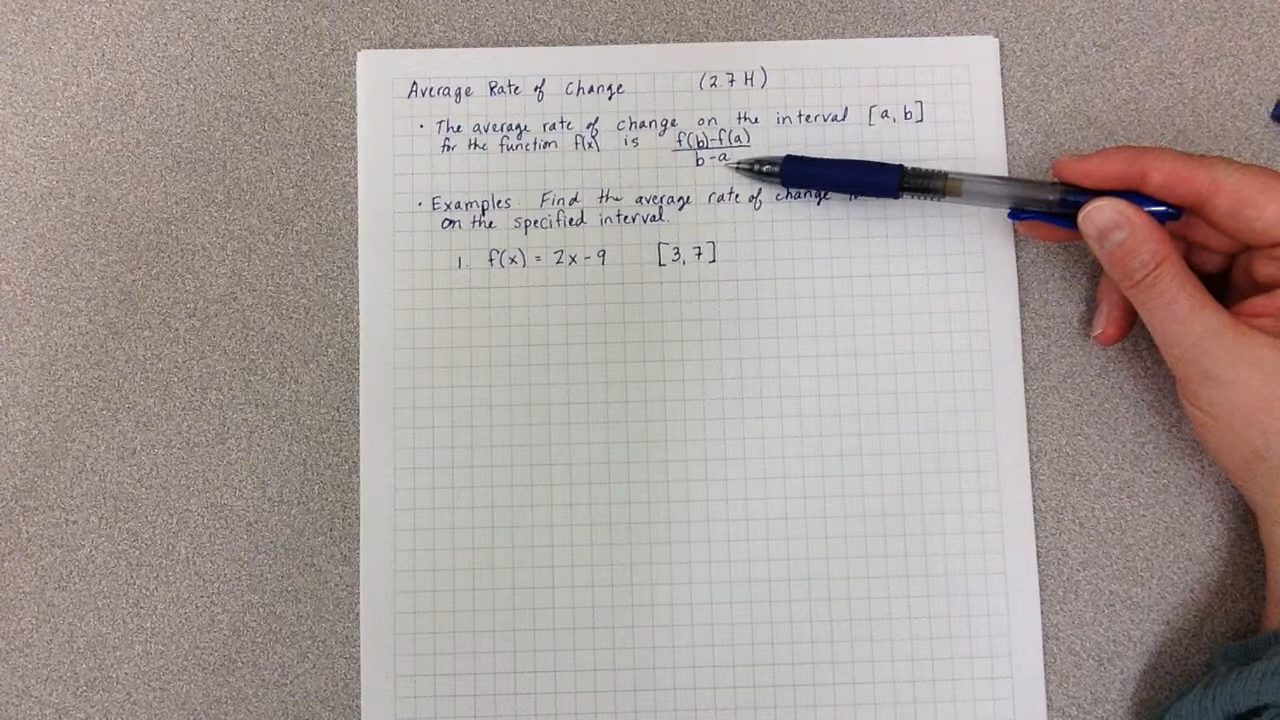 Average Rate of Change (2.7 H)
• The average rate of change on the interval [a, b]
for the function f(x) is f(b)-f(a)
b-a
• Examples. Find the average rate of change
on the specified interval.
1. f(x) = 2x-9 [3, 7]